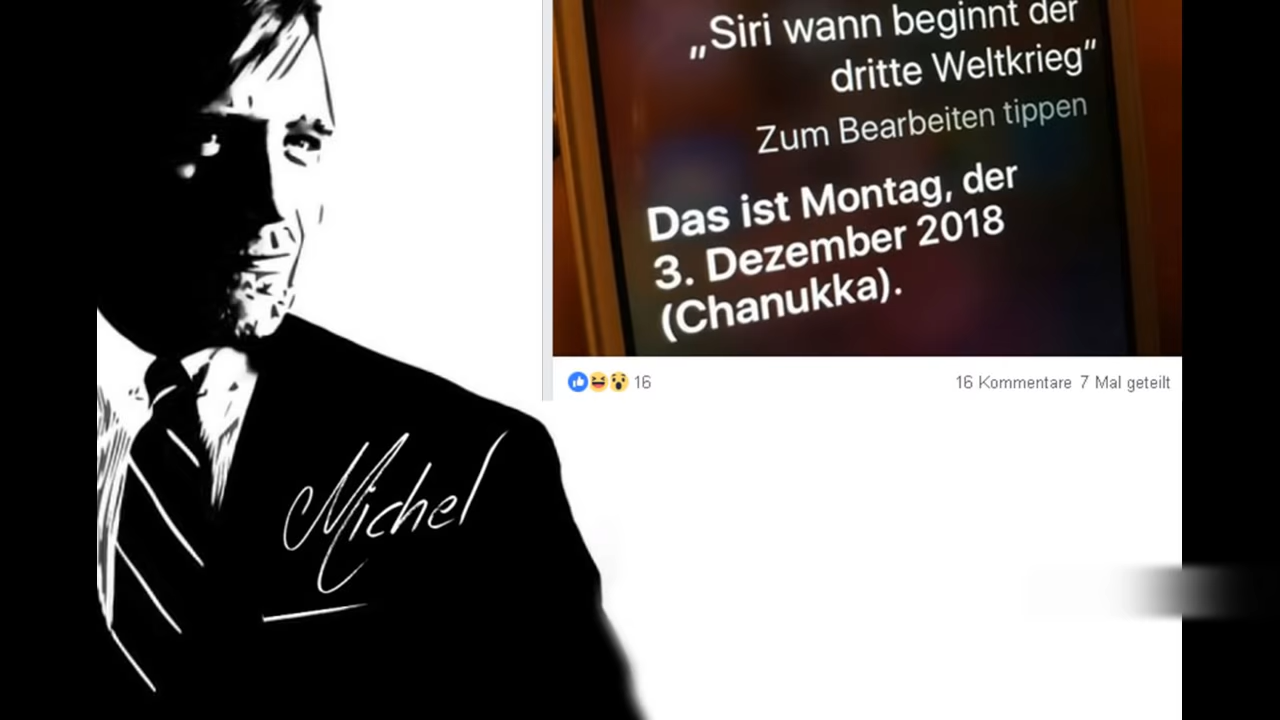 „Siri wann beginnt der
dritte Weltkrieg“
Zum Bearbeiten tippen
Das ist Montag, der
3. Dezember 2018
(Chanukka).
16
16 Kommentare 7 Mal geteilt
Michel